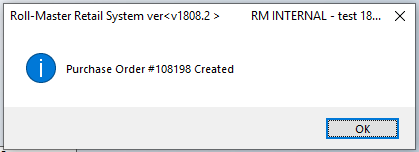 Roll-Master Retail System ver<v1808.2 > RM INTERNAL - test 18...
Purchase Order #108198 Created
OK